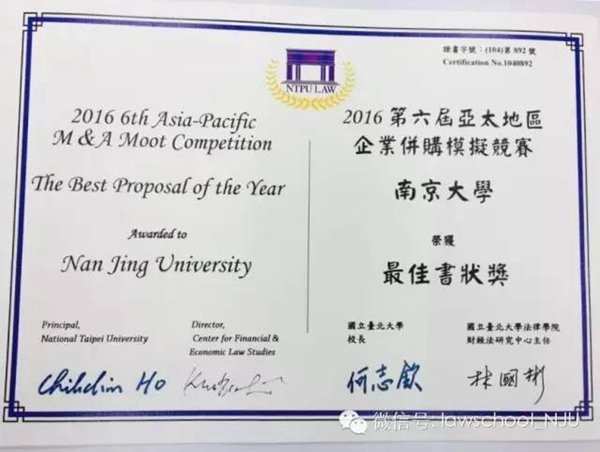 證書字號：(104)第892號
Certification No.1040892
NTPU LAW
2016 6th Asia-Pacific
M & A Moot Competition
The Best Proposal of the Year
Awarded to
Nan Jing University
Principal,
National Taipei University
Director,
Center for Financial &
Economic Law Studies
Chihchin Ho
2016 第六屆亞太地區
企業併購模擬競賽
南京大學
榮獲
最佳書狀獎
國立臺北大學
校長
國立臺北大學法律學院
財經法研究中心主任
何志欽
林國彬
微信号: lawschool_NJU